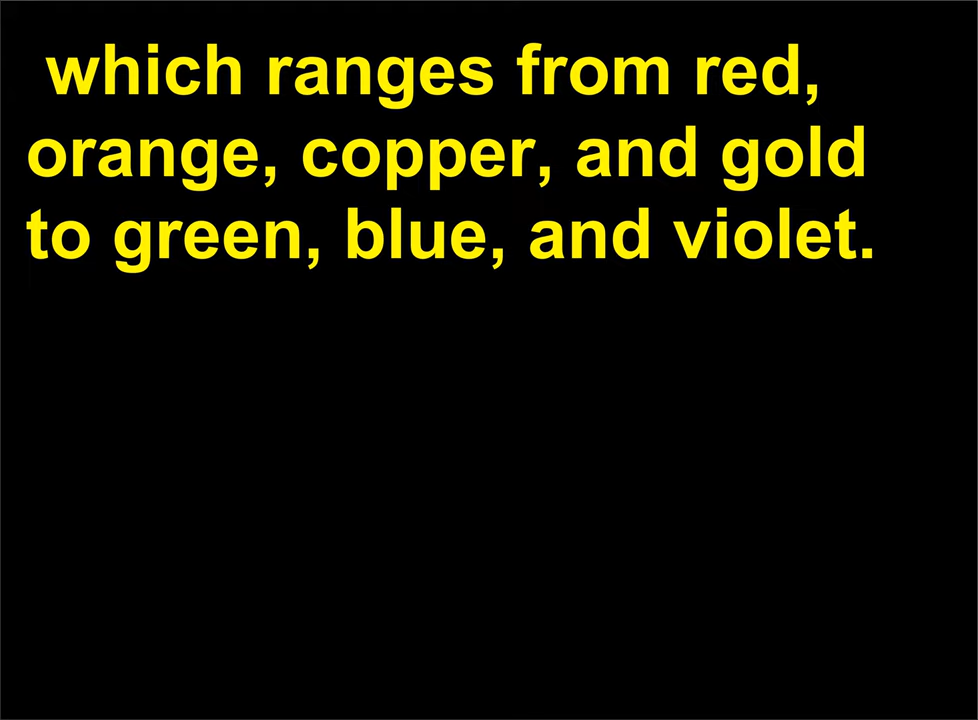 which ranges from red,
orange, copper, and gold
to green, blue, and violet.